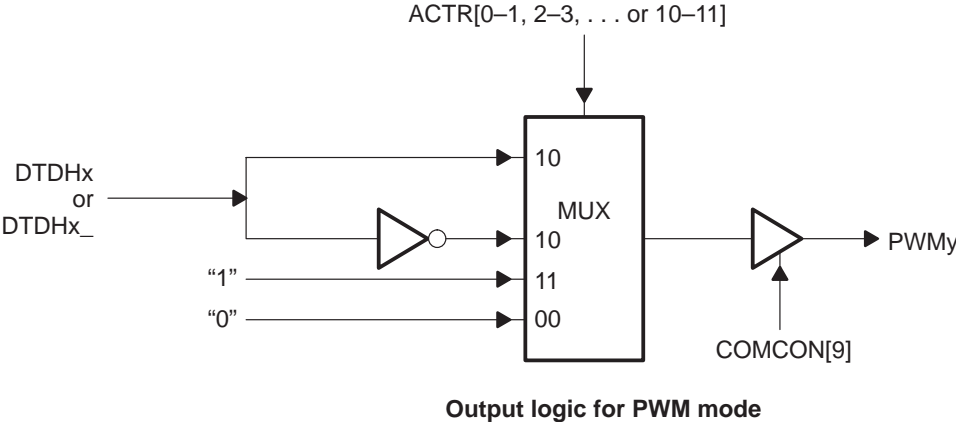 ACTR[0–1, 2–3, . . . or 10–11]
DTDHx
or
DTDHx_
10
MUX
10
PWMy
“1”
11
“0”
00
COMCON[9]
Output logic for PWM mode